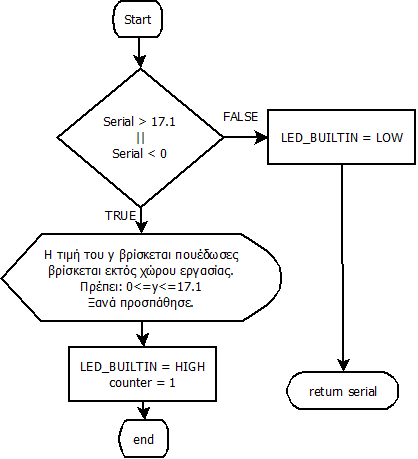 Start
Serial > 17.1
||
Serial < 0
FALSE
LED_BUILTIN = LOW
TRUE
Η τιμή του y βρίσκεται πουέδωσες
βρίσκεται εκτός χώρου εργασίας.
Πρέπει: 0<=y<=17.1
Ξανά προσπάθησε.
LED_BUILTIN = HIGH
counter = 1
return serial
end